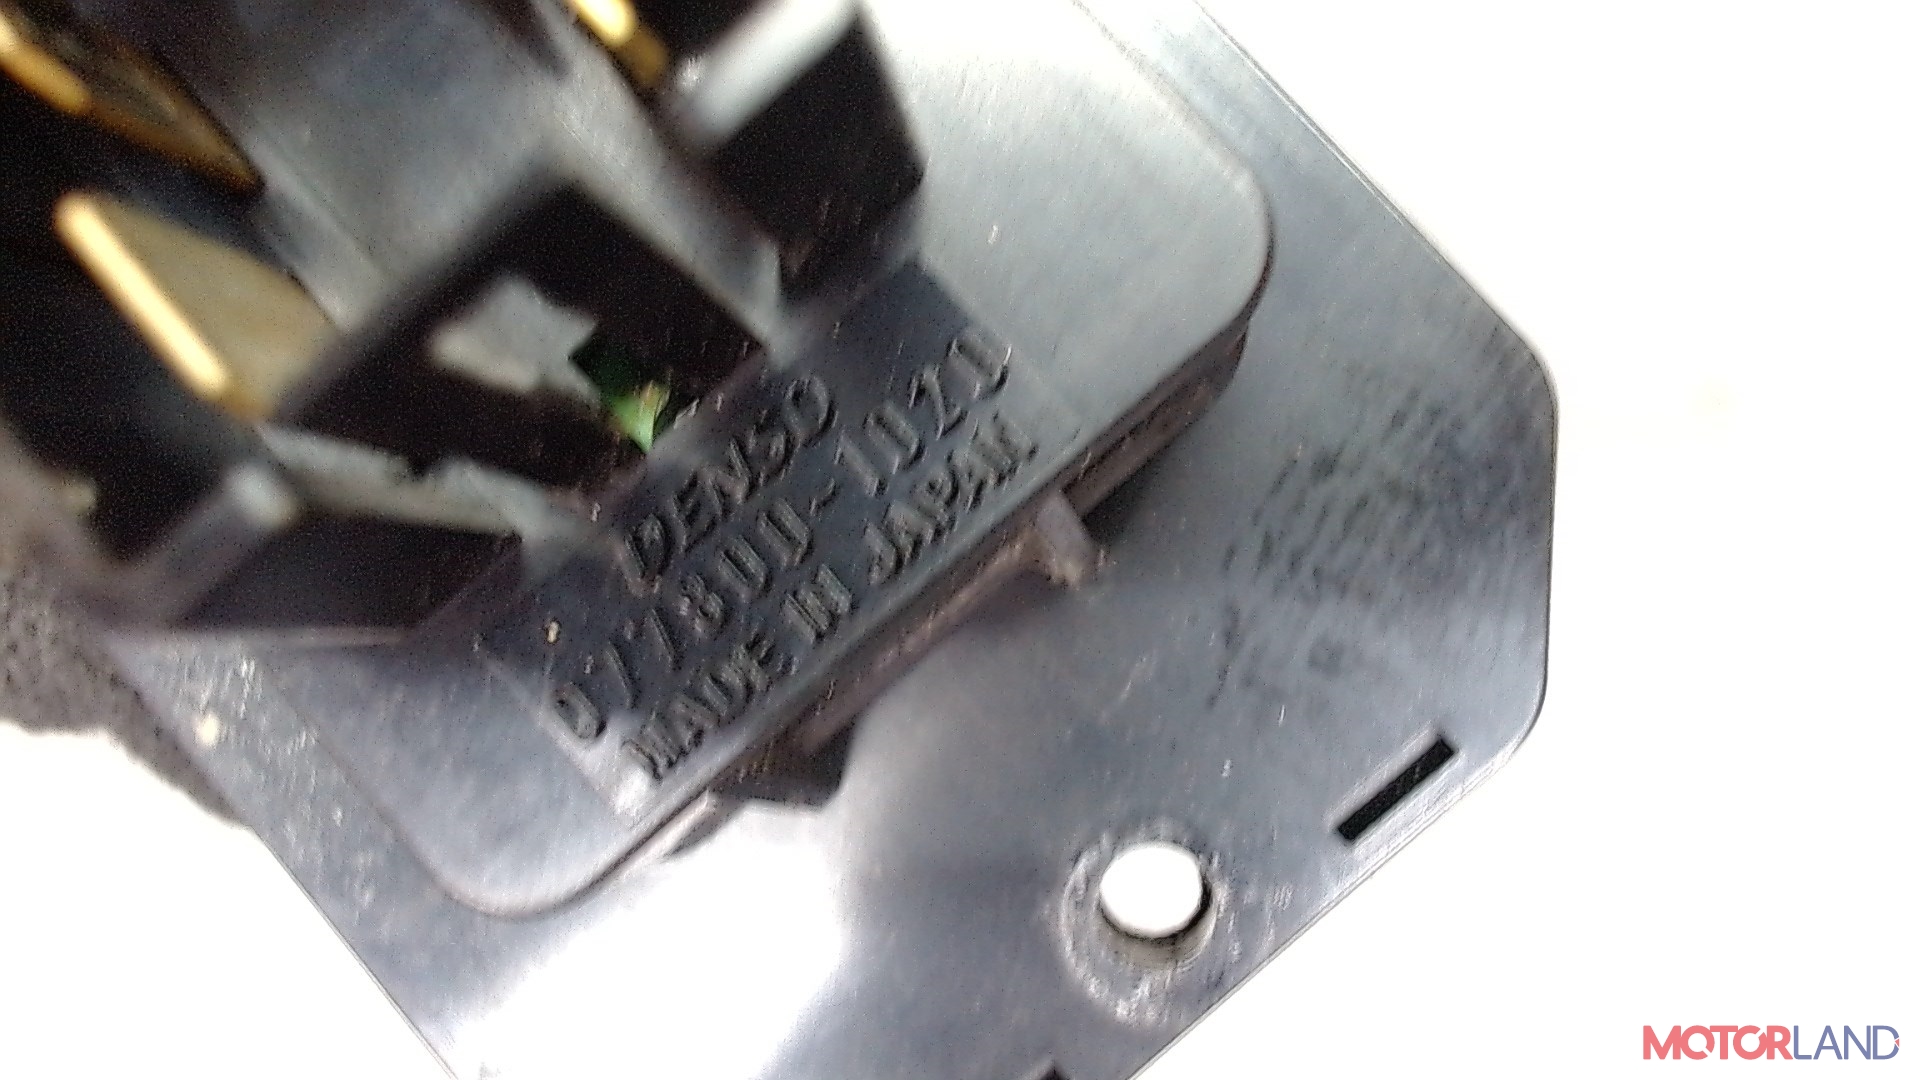 DENSO
077800-1020
MADE IN JAPAN
MOTORLAND